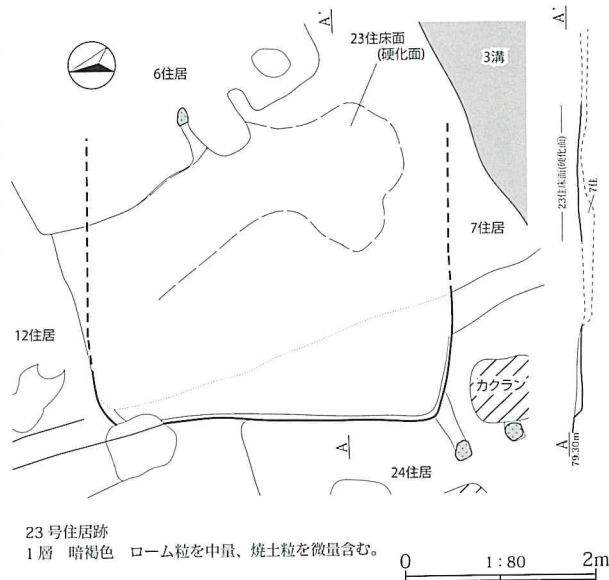 A'
A'
23住床面
(硬化面)
3溝
6住居
23住床面(硬化面)
7住
7住居
12住居
カクラン
A
24住居
A
79.30m
23号住居跡
1層 暗褐色 ローム粒を中量、焼土粒を微量含む。
0 1:80 2m